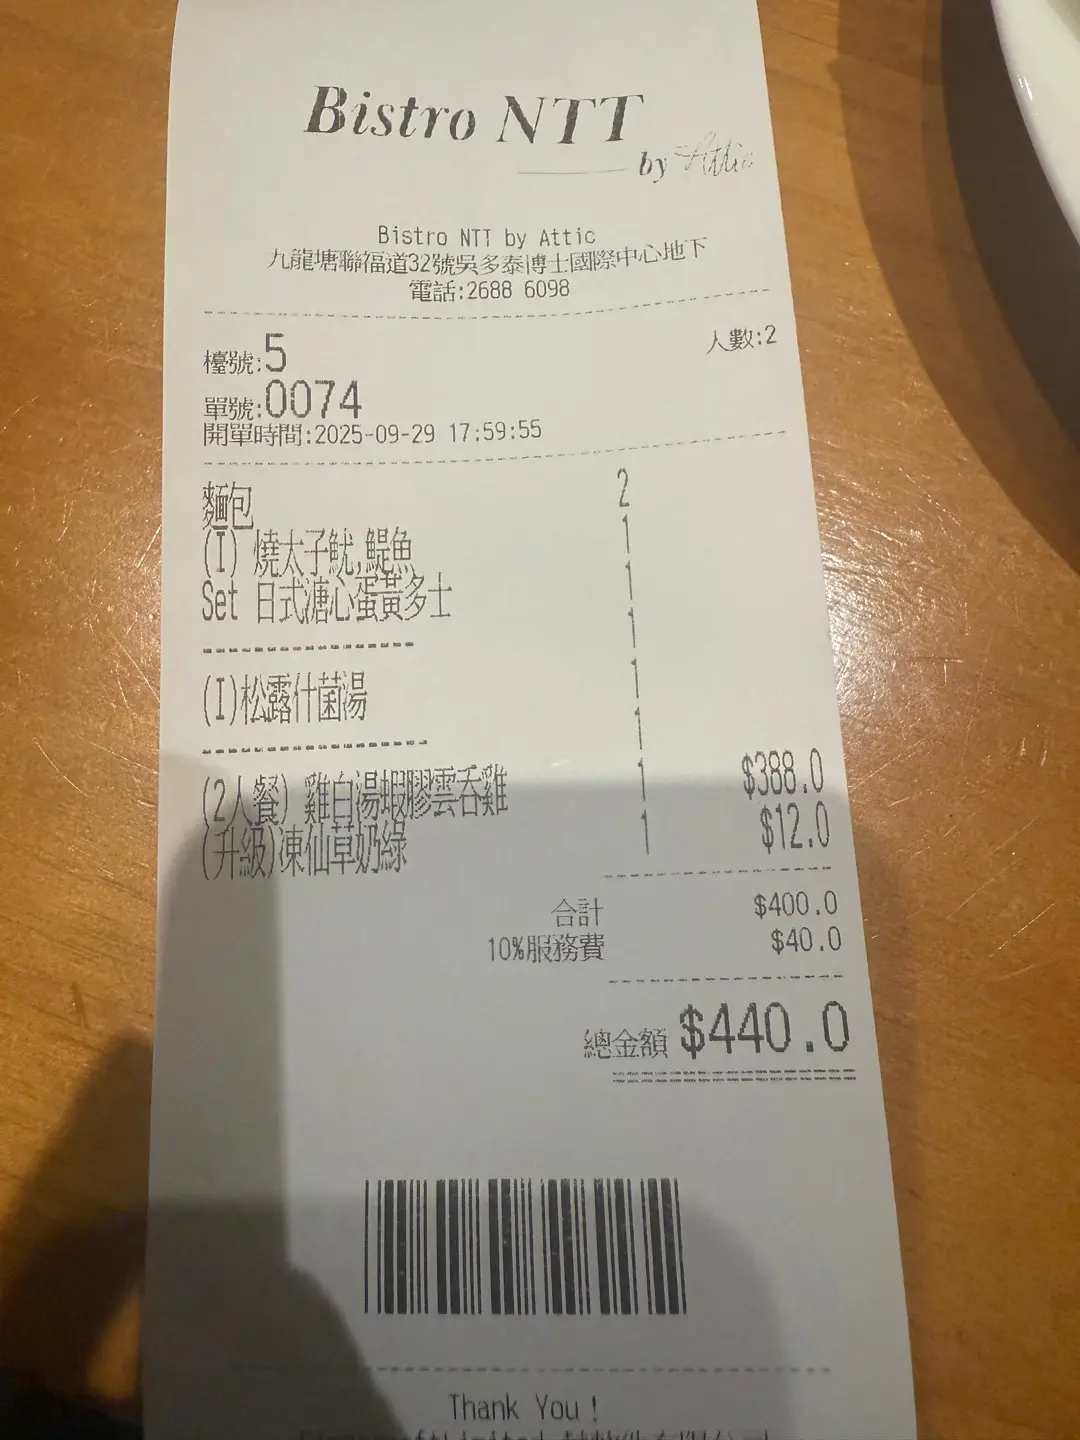 Bistro NTT
by Attic
Bistro NTT by Attic
九龍塘聯福道32號吳多泰博士國際中心地下
電話:2688 6098
檯號:5 人數:2
單號:0074
開單時間:2025-09-29 17:59:55
麵包 2
(I) 燒太子魷,鯷魚 1
Set 日式溏心蛋黃多士 1
---------------- 1
(I)松露什菌湯 1
---------------- 1
(2人餐) 雞白湯蝦膠雲吞雞 1 $388.0
(升級)凍仙草奶綠 1 $12.0
合計 $400.0
10%服務費 $40.0
總金額 $440.0
Thank You !